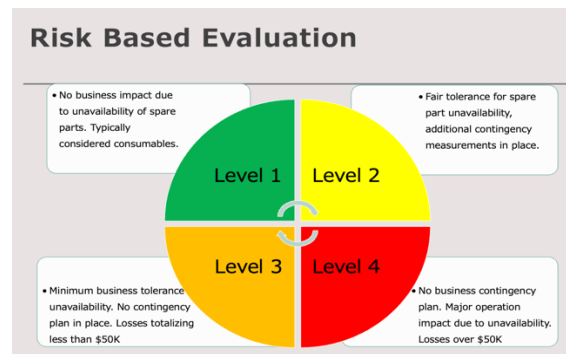 Risk Based Evaluation
• No business impact due
to unavailability of spare
parts. Typically
considered consumables.
• Fair tolerance for spare
part unavailability,
additional contingency
measurements in place.
Level 1
Level 2
Level 3
Level 4
• Minimum business tolerance
unavailability. No contingency
plan in place. Losses totalizing
less than $50K
• No business contingency
plan. Major operation
impact due to unavailability.
Losses over $50K